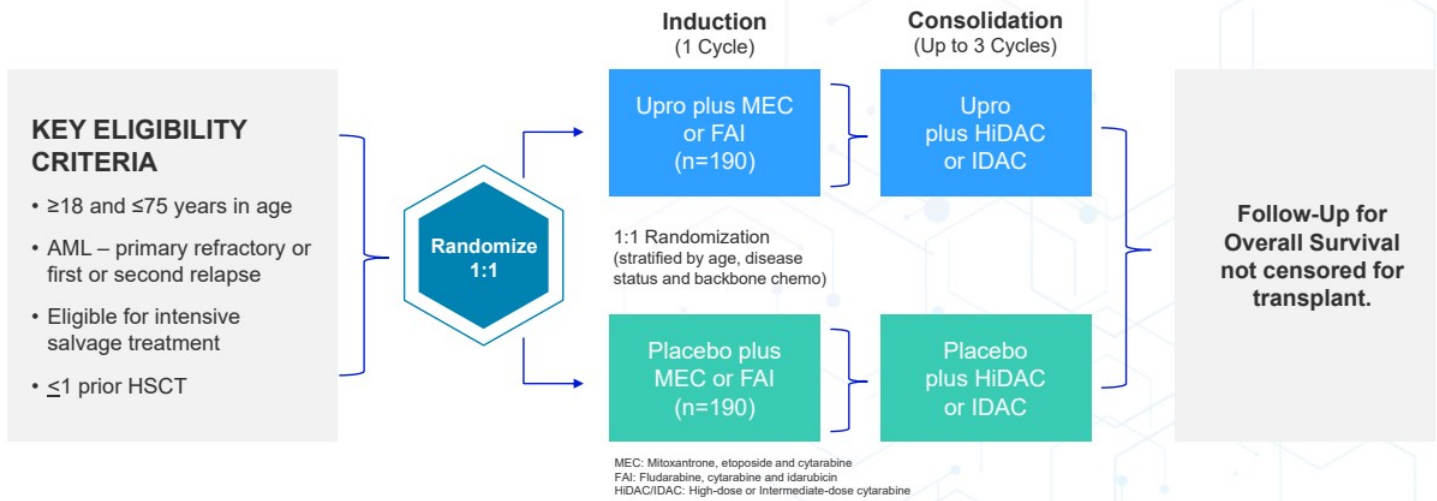 KEY ELIGIBILITY
CRITERIA
• ≥18 and ≤75 years in age
• AML – primary refractory or
first or second relapse
• Eligible for intensive
salvage treatment
• ≤1 prior HSCT
Randomize
1:1
Induction
(1 Cycle)
Upro plus MEC
or FAI
(n=190)
1:1 Randomization
(stratified by age, disease
status and backbone chemo)
Placebo plus
MEC or FAI
(n=190)
Consolidation
(Up to 3 Cycles)
Upro
plus HiDAC
or IDAC
Placebo
plus HiDAC
or IDAC
Follow-Up for
Overall Survival
not censored for
transplant.
MEC: Mitoxantrone, etoposide and cytarabine
FAI: Fludarabine, cytarabine and idarubicin
HiDAC/IDAC: High-dose or Intermediate-dose cytarabine